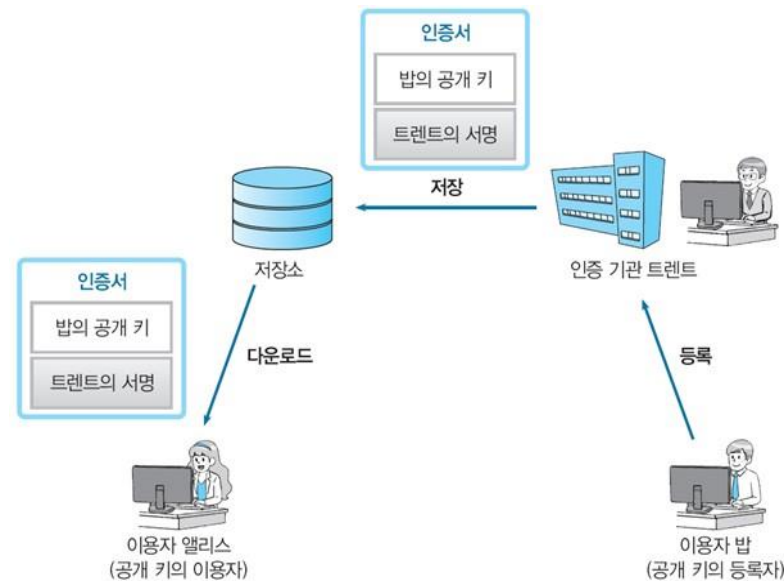 인증서
밥의 공개 키
트렌트의 서명
저장
저장소
인증 기관 트렌트
인증서
밥의 공개 키
트렌트의 서명
다운로드
등록
이용자 앨리스
(공개 키의 이용자)
이용자 밥
(공개 키의 등록자)